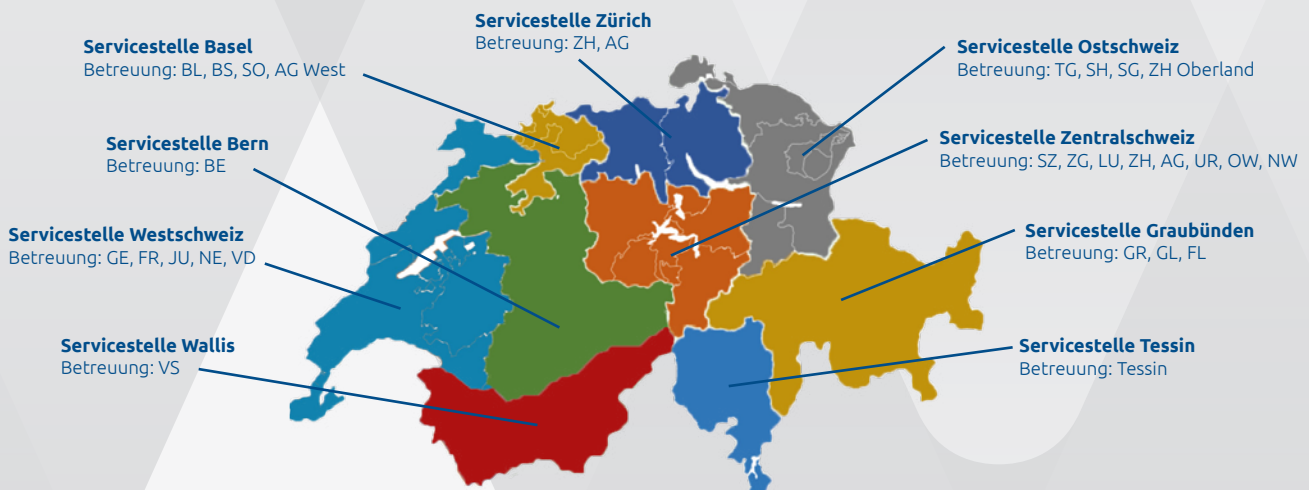 Servicestelle Zürich
Betreuung: ZH, AG
Servicestelle Basel
Betreuung: BL, BS, SO, AG West
Servicestelle Ostschweiz
Betreuung: TG, SH, SG, ZH Oberland
Servicestelle Bern
Betreuung: BE
Servicestelle Zentralschweiz
Betreuung: SZ, ZG, LU, ZH, AG, UR, OW, NW
Servicestelle Westschweiz
Betreuung: GE, FR, JU, NE, VD
Servicestelle Graubünden
Betreuung: GR, GL, FL
Servicestelle Wallis
Betreuung: VS
Servicestelle Tessin
Betreuung: Tessin